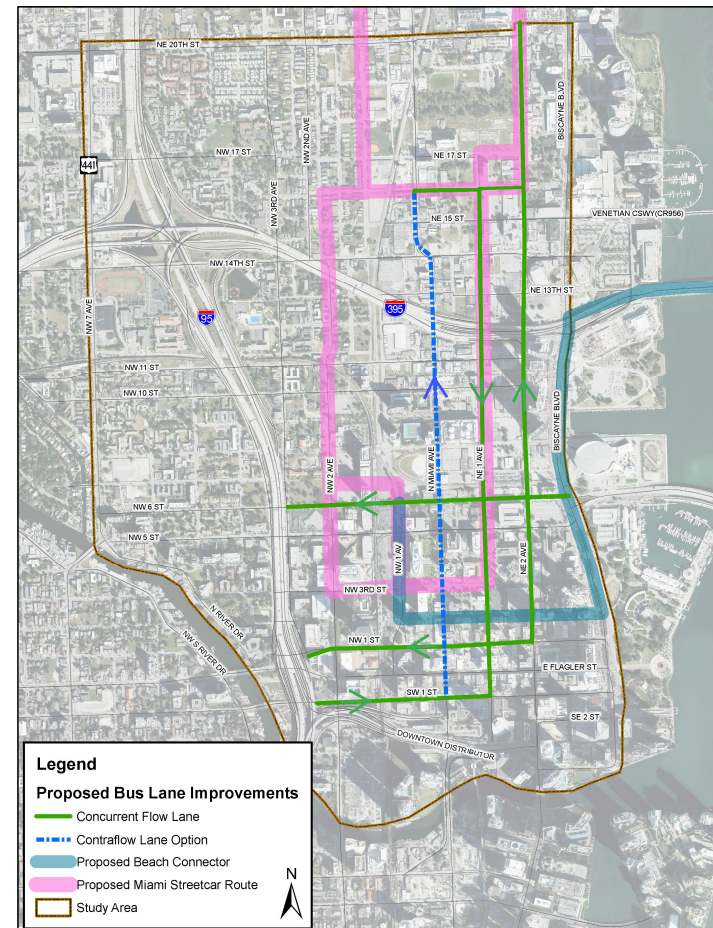 NE 20TH ST
BISCAYNE BLVD
NW 2ND AVE
NW 17 ST
NE 17 ST
441
NW 3RD AVE
NE 15 ST
VENETIAN CSWY(CR956)
NW 14TH ST
NE 13TH ST
NW 7 AVE
95
395
NW 11 ST
NW 10 ST
BISCAYNE BLVD
NW 2 AVE
N MIAMI AVE
NE 1 AVE
NW 6 ST
NW 5 ST
NW 1 AV
NE 2 AVE
NW 3RD ST
N RIVER DR
NW S RIVER DR
NW 1 ST
E FLAGLER ST
SW 1 ST
SE 2 ST
DOWNTOWN DISTRIBUTOR
Legend
Proposed Bus Lane Improvements
Concurrent Flow Lane
Contraflow Lane Option
Proposed Beach Connector
Proposed Miami Streetcar Route
Study Area
N